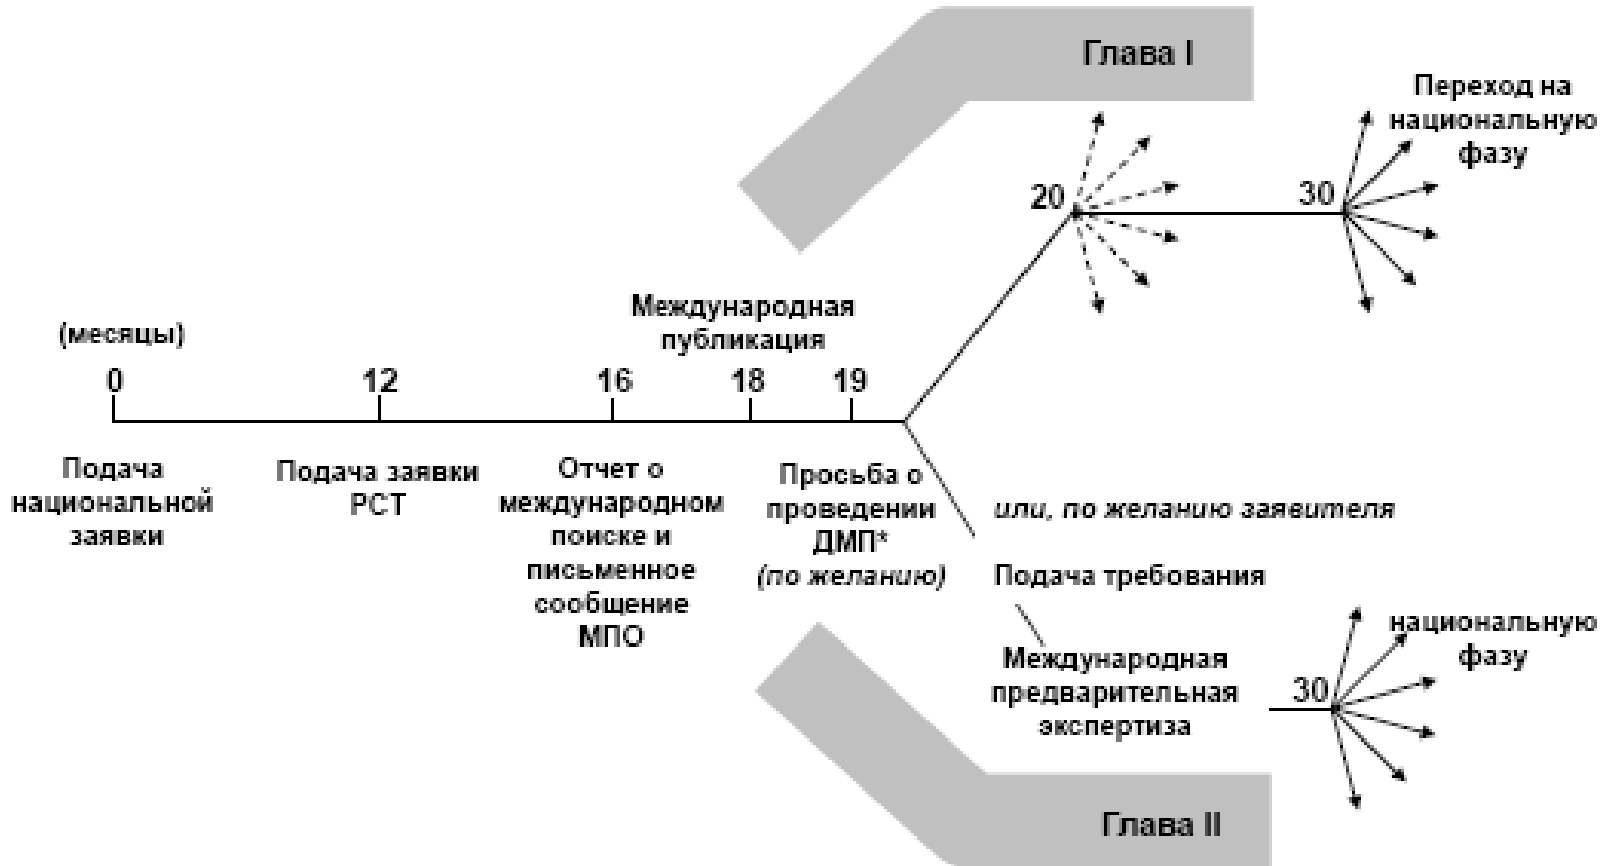 Глава I
Переход на
национальную
фазу
20
30
Международная
публикация
(месяцы)
0
12
16
18
19
Подача
национальной
заявки
Подача заявки
РСТ
Отчет о
международном
поиске и
письменное
сообщение
МПО
Просьба о
проведении
ДМП*
(по желанию)
или, по желанию заявителя
Подача требования
Международная
предварительная
экспертиза
30
национальную
фазу
Глава II